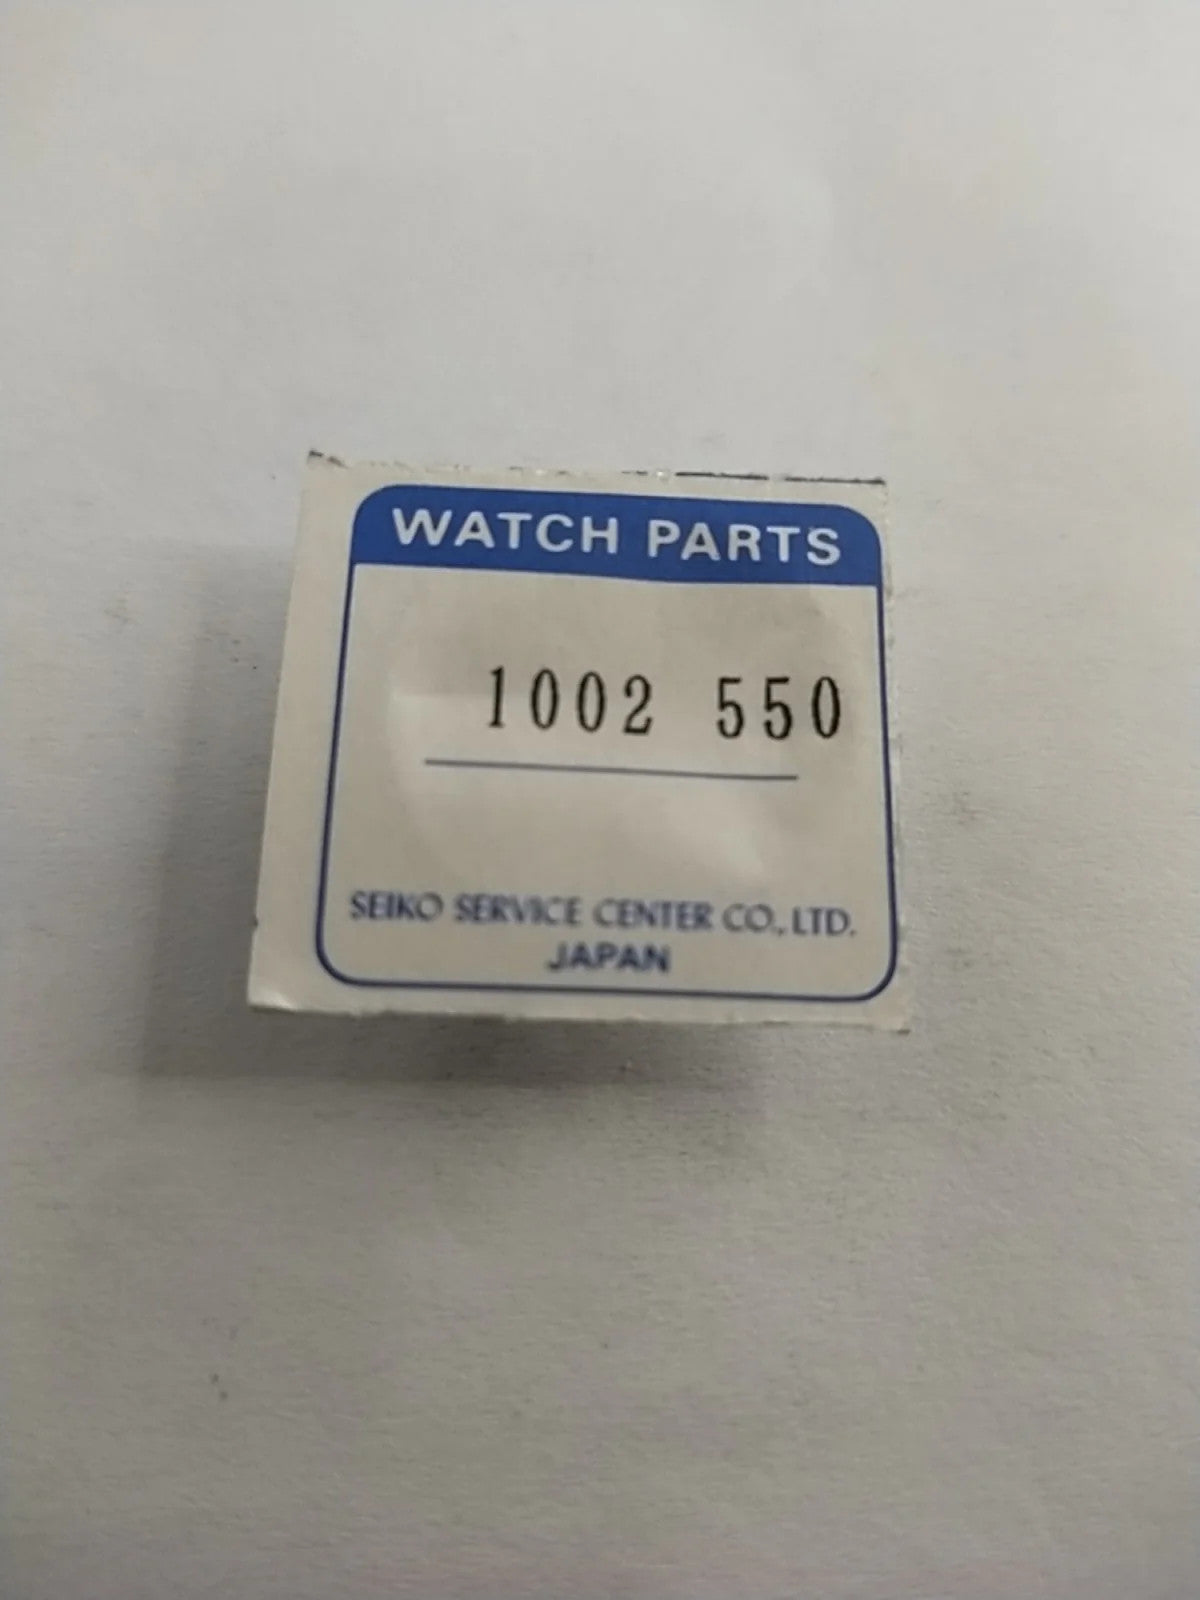 WATCH PARTS
1002 550
SEIKO SERVICE CENTER CO., LTD.
JAPAN